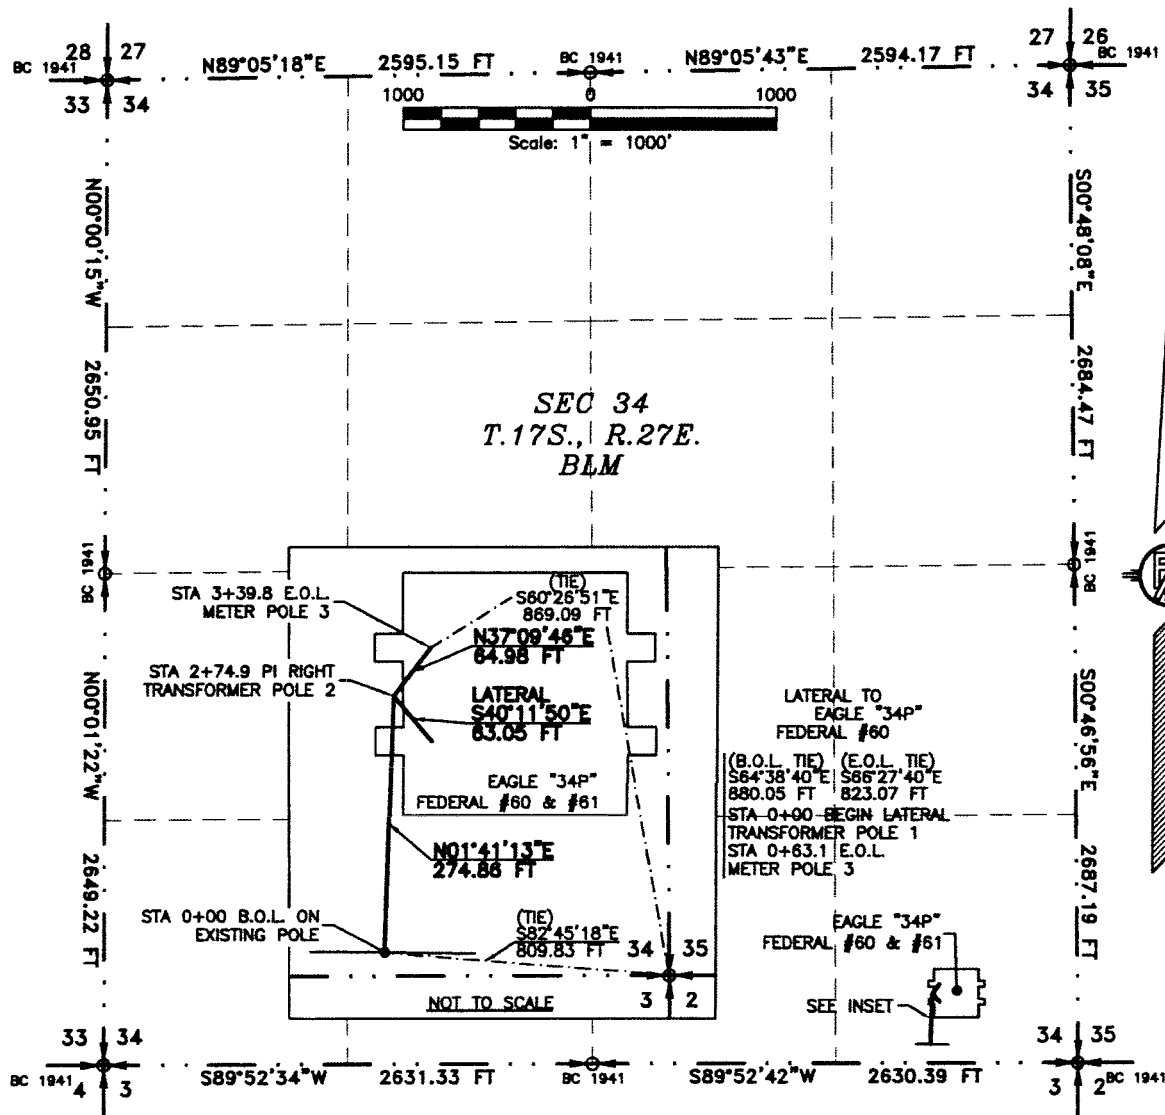 28 27
BC 1941
33 34
N89°05'18"E 2595.15 FT
BC 1941
N89°05'43"E 2594.17 FT
27 26
BC 1941
34 35
1000 0 1000
Scale: 1" = 1000'
N00°00'15"W 2650.95 FT
S00°48'08"E 2684.47 FT
SEC 34
T.17S., R.27E.
BLM
BC 1941
BC 1941
STA 3+39.8 E.O.L.
METER POLE 3
(TIE)
S60°26'51"E
869.09 FT
N37°09'46"E
64.98 FT
STA 2+74.9 PI RIGHT
TRANSFORMER POLE 2
LATERAL
S40°11'50"E
63.05 FT
EAGLE "34P"
FEDERAL #60 & #61
N01°41'13"E
274.86 FT
STA 0+00 B.O.L. ON
EXISTING POLE
(TIE)
S82°45'18"E
809.83 FT
34 35
3 2
NOT TO SCALE
LATERAL TO
EAGLE "34P"
FEDERAL #60
(B.O.L. TIE) (E.O.L. TIE)
S64°38'40"E S66°27'40"E
880.05 FT 823.07 FT
STA 0+00 BEGIN LATERAL
TRANSFORMER POLE 1
STA 0+63.1 E.O.L.
METER POLE 3
EAGLE "34P"
FEDERAL #60 & #61
SEE INSET
N00°01'22"W 2649.22 FT
S00°46'56"E 2687.19 FT
33 34
BC 1941
4 3
S89°52'34"W 2631.33 FT
BC 1941
S89°52'42"W 2630.39 FT
34 35
3 2
BC 1941